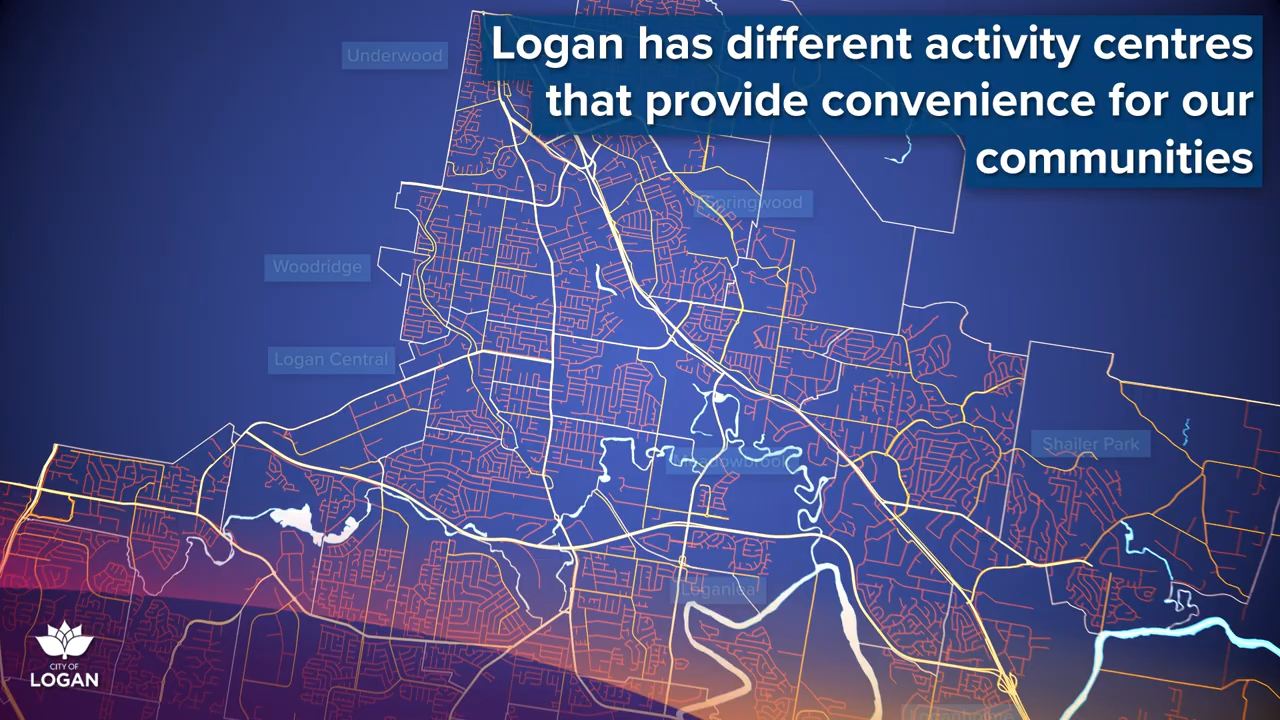 Logan has different activity centres
that provide convenience for our
communities
Underwood
Springwood
Woodridge
Logan Central
Shailer Park
Meadowbrook
Loganlea
CITY OF
LOGAN